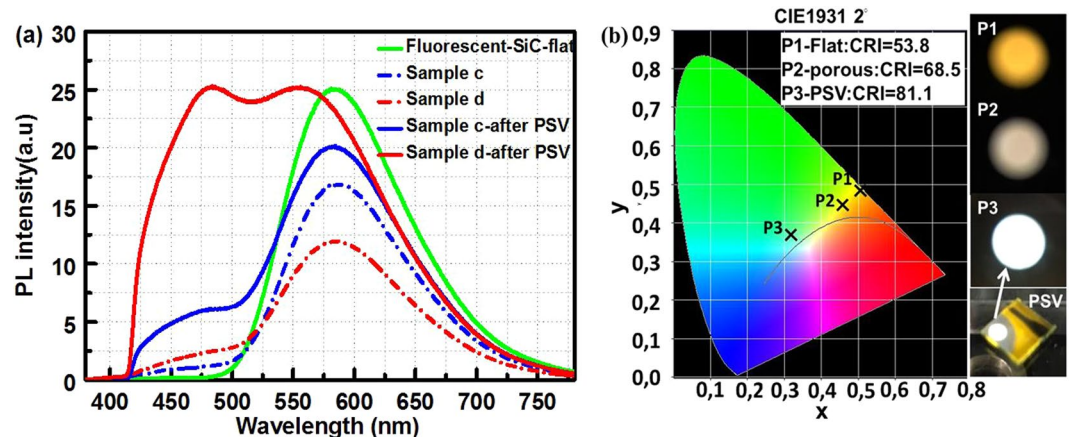 (a)
30
25
20
15
10
5
0
PL intensity(a.u)
400 450 500 550 600 650 700 750
Wavelength (nm)
Fluorescent-SiC-flat
Sample c
Sample d
Sample c-after PSV
Sample d-after PSV
(b)
CIE1931 2°
P1-Flat:CRI=53.8
P2-porous:CRI=68.5
P3-PSV:CRI=81.1
0,9
0,8
0,7
0,6
0,5
0,4
0,3
0,2
0,1
0,0
y
P1
P2
P3
0,1 0,2 0,3 0,4 0,5 0,6 0,7 0,8
x
P1
P2
P3
PSV